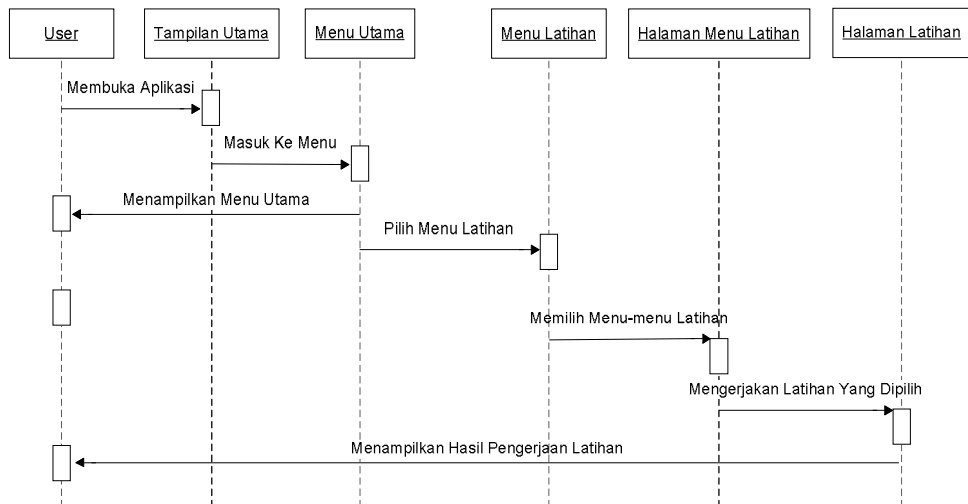 User
Tampilan Utama
Menu Utama
Menu Latihan
Halaman Menu Latihan
Halaman Latihan
Membuka Aplikasi
Masuk Ke Menu
Menampilkan Menu Utama
Pilih Menu Latihan
Memilih Menu-menu Latihan
Mengerjakan Latihan Yang Dipilih
Menampilkan Hasil Pengerjaan Latihan